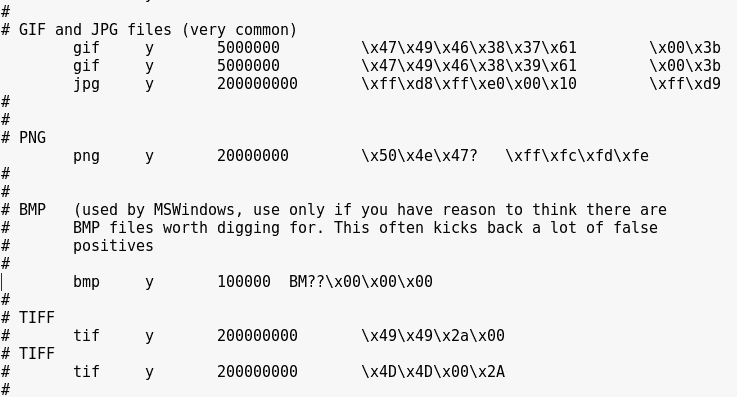 #
# GIF and JPG files (very common)
gif y 5000000 \x47\x49\x46\x38\x37\x61 \x00\x3b
gif y 5000000 \x47\x49\x46\x38\x39\x61 \x00\x3b
jpg y 200000000 \xff\xd8\xff\xe0\x00\x10 \xff\xd9
#
#
# PNG
png y 20000000 \x50\x4e\x47? \xff\xfc\xfd\xfe
#
#
# BMP (used by MSWindows, use only if you have reason to think there are
# BMP files worth digging for. This often kicks back a lot of false
# positives
#
bmp y 100000 BM??\x00\x00\x00
#
# TIFF
tif y 200000000 \x49\x49\x2a\x00
# TIFF
tif y 200000000 \x4D\x4D\x00\x2A
#